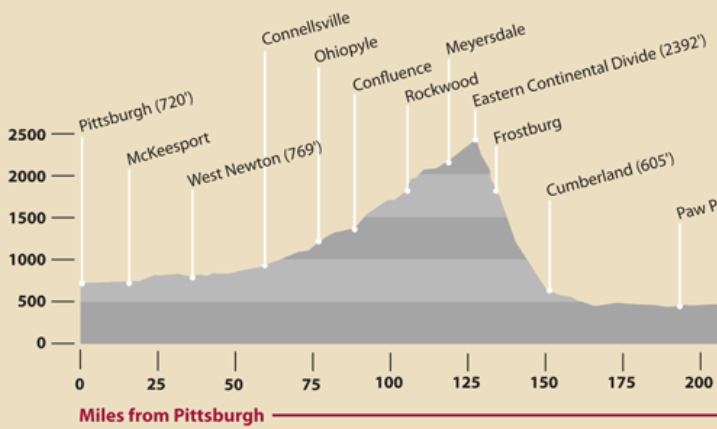 Connellsville
Ohiopyle
Meyersdale
Confluence
Rockwood
Eastern Continental Divide (2392')
Pittsburgh (720')
McKeesport
West Newton (769')
Frostburg
Cumberland (605')
Paw P
2500
2000
1500
1000
500
0
0 25 50 75 100 125 150 175 200
Miles from Pittsburgh